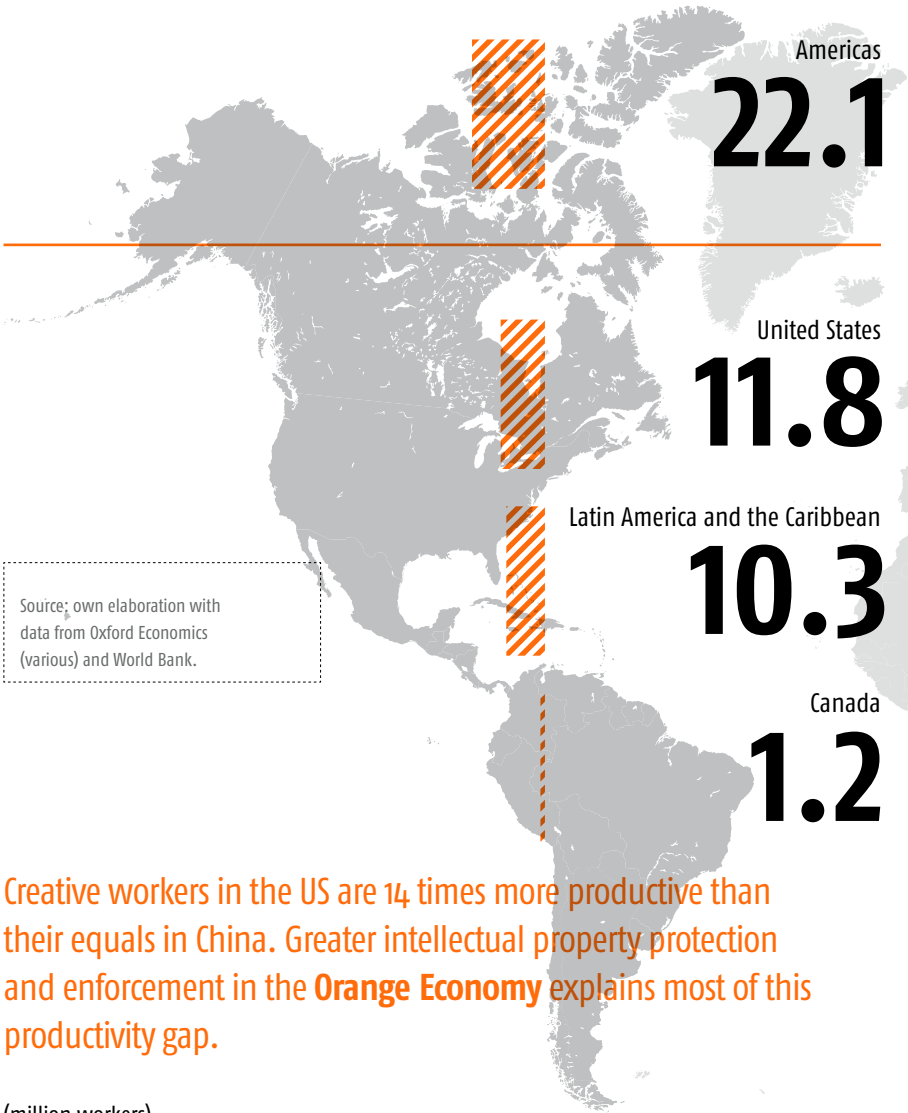 Americas
22.1
United States
11.8
Latin America and the Caribbean
10.3
Source: own elaboration with
data from Oxford Economics
(various) and World Bank.
Canada
1.2
Creative workers in the US are 14 times more productive than
their equals in China. Greater intellectual property protection
and enforcement in the Orange Economy explains most of this
productivity gap.
(million workers)